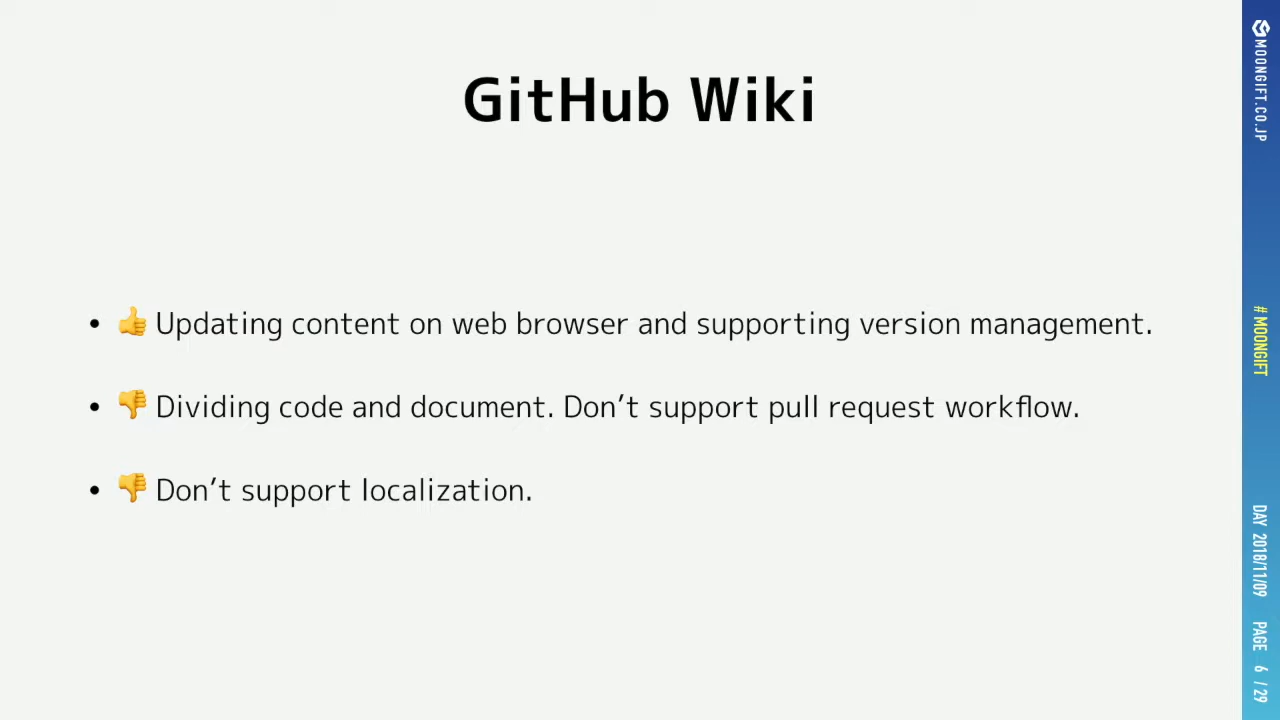 GitHub Wiki
• 👍 Updating content on web browser and supporting version management.
• 👎 Dividing code and document. Don’t support pull request workflow.
• 👎 Don’t support localization.
MOONGIFT.CO.JP
# MOONGIFT
DAY 2018/11/09
PAGE 6 / 29